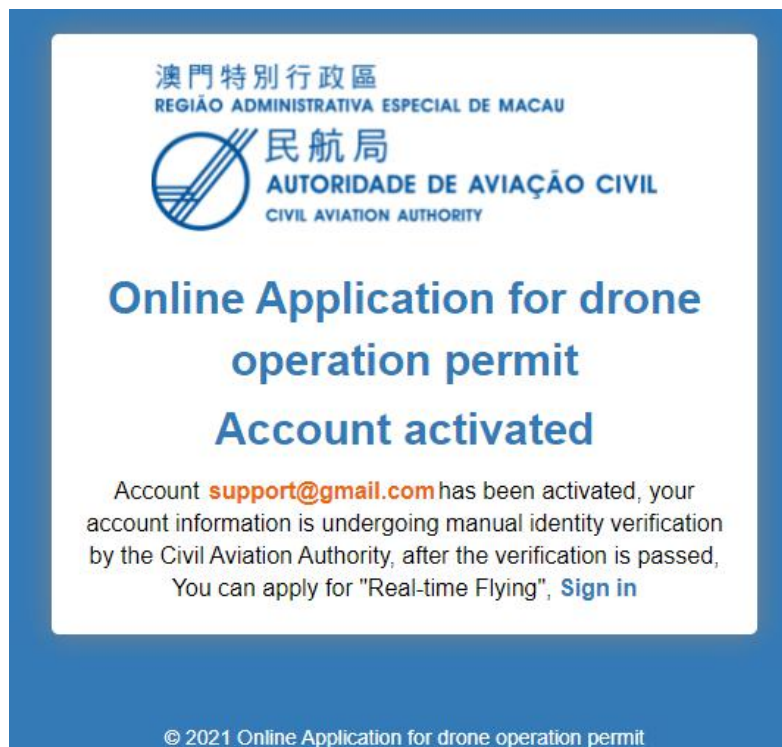 澳門特別行政區
REGIÃO ADMINISTRATIVA ESPECIAL DE MACAU
民航局
AUTORIDADE DE AVIAÇÃO CIVIL
CIVIL AVIATION AUTHORITY
Online Application for drone
operation permit
Account activated
Account support@gmail.com has been activated, your
account information is undergoing manual identity verification
by the Civil Aviation Authority, after the verification is passed,
You can apply for "Real-time Flying", Sign in
© 2021 Online Application for drone operation permit